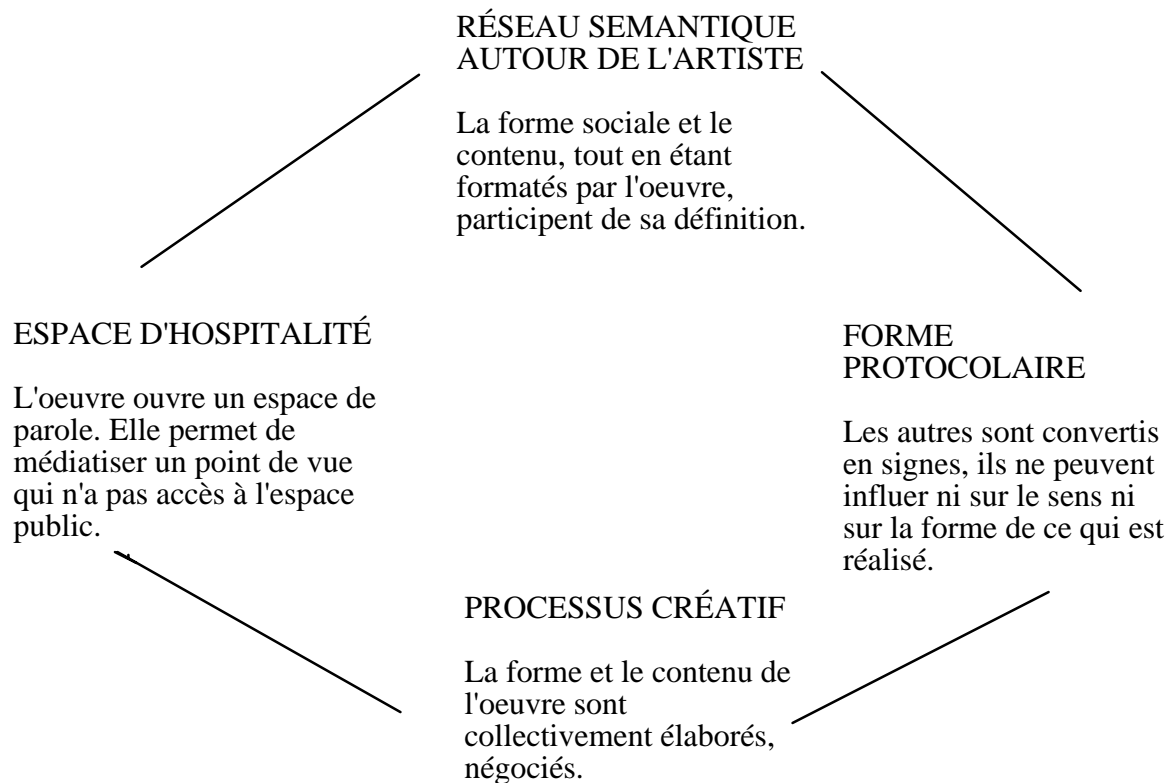 RÉSEAU SEMANTIQUE
AUTOUR DE L'ARTISTE
La forme sociale et le
contenu, tout en étant
formatés par l'oeuvre,
participent de sa définition.
ESPACE D'HOSPITALITÉ
L'oeuvre ouvre un espace de
parole. Elle permet de
médiatiser un point de vue
qui n'a pas accès à l'espace
public.
FORME
PROTOCOLAIRE
Les autres sont convertis
en signes, ils ne peuvent
influer ni sur le sens ni
sur la forme de ce qui est
réalisé.
PROCESSUS CRÉATIF
La forme et le contenu de
l'oeuvre sont
collectivement élaborés,
négociés.